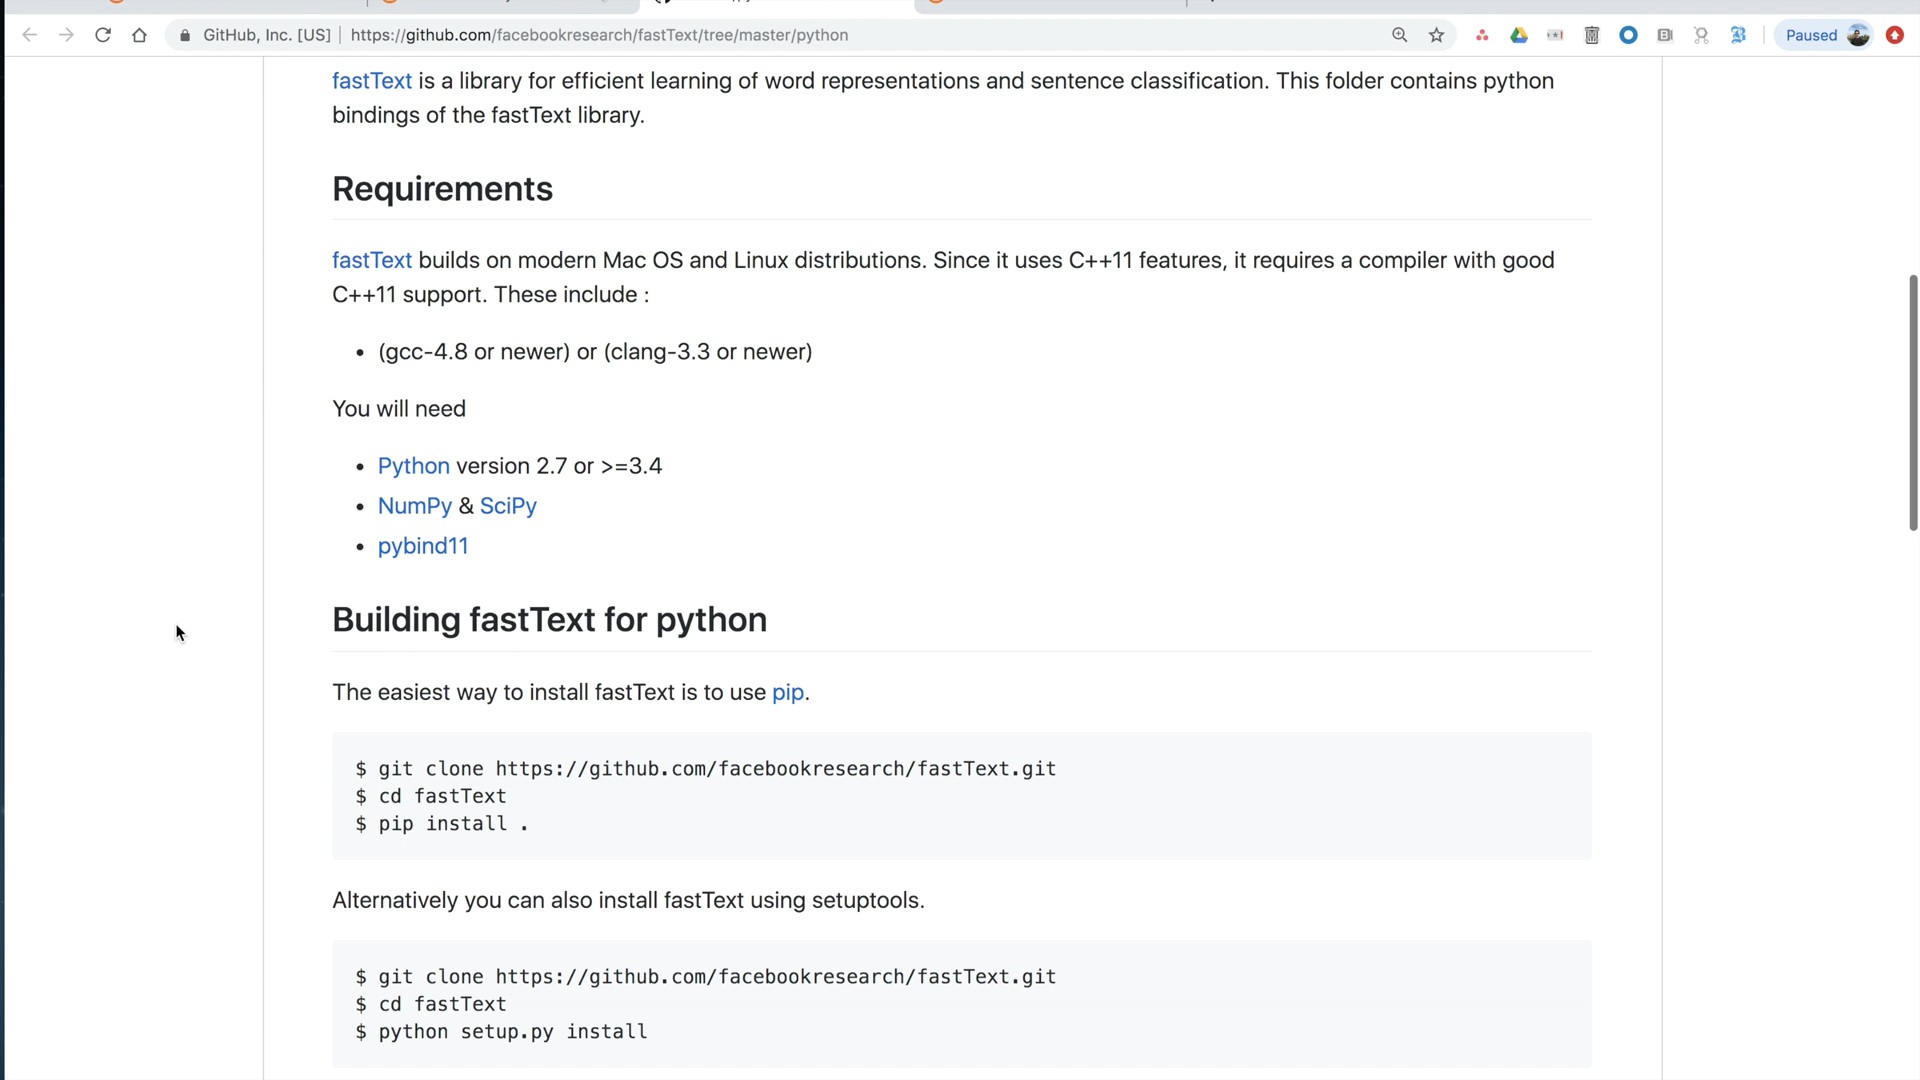 GitHub, Inc. [US] | https://github.com/facebookresearch/fastText/tree/master/python
Paused
fastText is a library for efficient learning of word representations and sentence classification. This folder contains python
bindings of the fastText library.
Requirements
fastText builds on modern Mac OS and Linux distributions. Since it uses C++11 features, it requires a compiler with good
C++11 support. These include :
• (gcc-4.8 or newer) or (clang-3.3 or newer)
You will need
• Python version 2.7 or >=3.4
• NumPy & SciPy
• pybind11
Building fastText for python
The easiest way to install fastText is to use pip.
$ git clone https://github.com/facebookresearch/fastText.git
$ cd fastText
$ pip install .
Alternatively you can also install fastText using setuptools.
$ git clone https://github.com/facebookresearch/fastText.git
$ cd fastText
$ python setup.py install